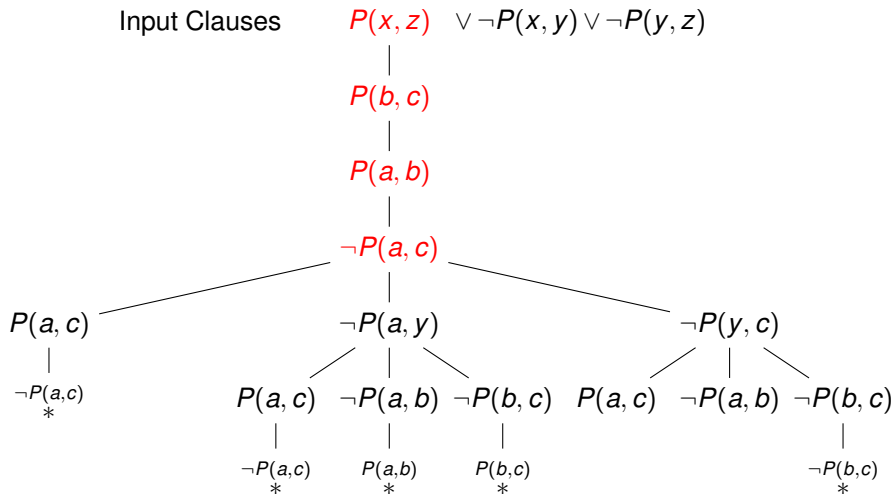 Input Clauses P(x, z) ∨ ¬P(x, y) ∨ ¬P(y, z)
P(b, c)
P(a, b)
¬P(a, c)
P(a, c) ¬P(a, y) ¬P(y, c)
¬P(a,c) P(a, c) ¬P(a, b) ¬P(b, c) P(a, c) ¬P(a, b) ¬P(b, c)
*
¬P(a,c) P(a,b) P(b,c) ¬P(b,c)
* * * *